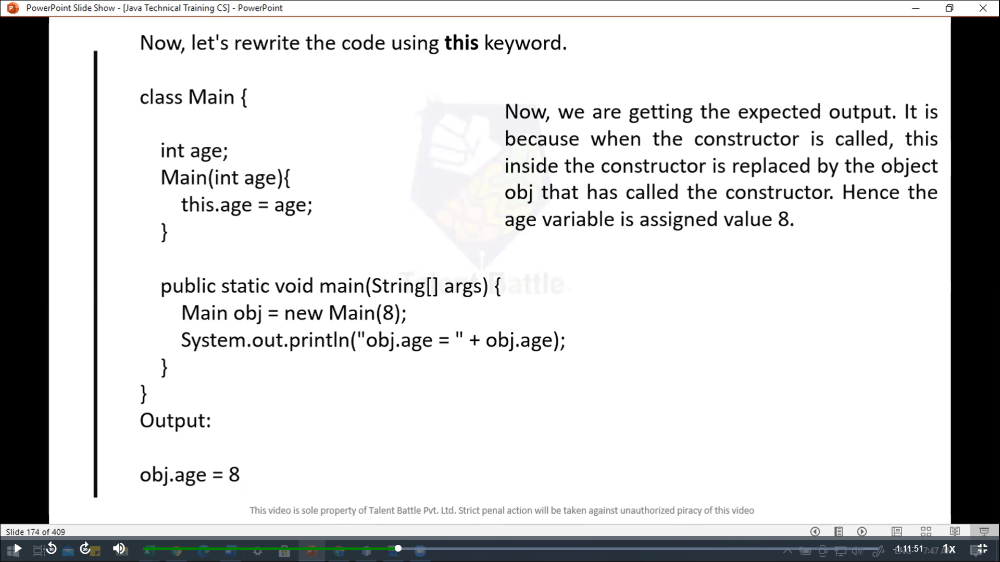 PowerPoint Slide Show - [Java Technical Training CS] - PowerPoint
Now, let's rewrite the code using this keyword.
class Main {
int age;
Main(int age){
this.age = age;
}
public static void main(String[] args) {
Main obj = new Main(8);
System.out.println("obj.age = " + obj.age);
}
}
Output:
obj.age = 8
Now, we are getting the expected output. It is
because when the constructor is called, this
inside the constructor is replaced by the object
obj that has called the constructor. Hence the
age variable is assigned value 8.
Talent Battle
This video is sole property of Talent Battle Pvt. Ltd. Strict penal action will be taken against unauthorized piracy of this video
Slide 174 of 409
10
30
-1:11:51
1x